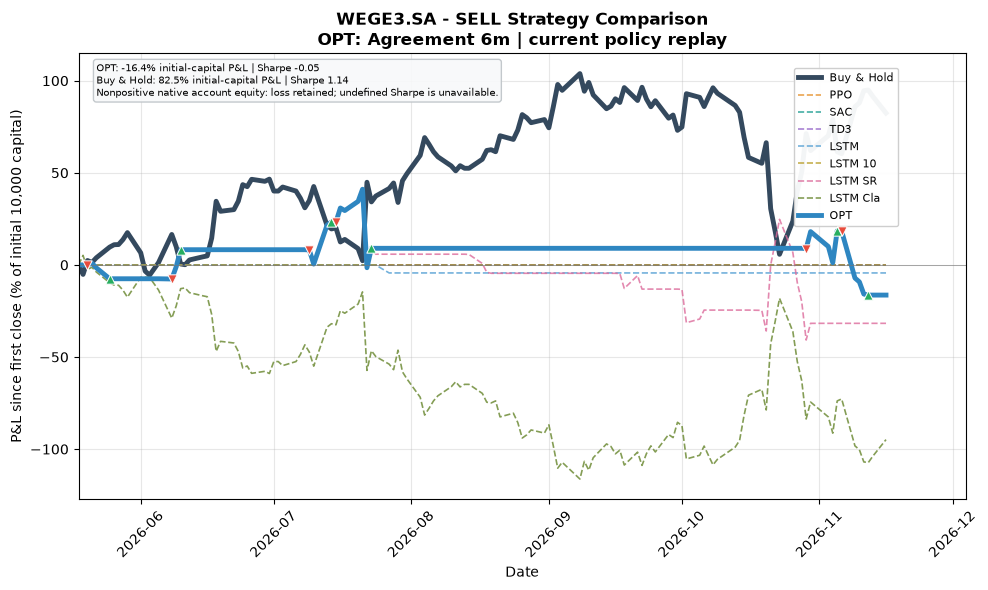 WEGE3.SA - SELL Strategy Comparison
OPT: Agreement 6m | current policy replay
OPT: -16.4% initial-capital P&L | Sharpe -0.05
Buy & Hold: 82.5% initial-capital P&L | Sharpe 1.14
Nonpositive native account equity: loss retained; undefined Sharpe is unavailable.
Buy & Hold
PPO
SAC
TD3
LSTM
LSTM 10
LSTM SR
LSTM Cla
OPT
P&L since first close (% of initial 10,000 capital)
100
50
0
−50
−100
2026-06
2026-07
2026-08
2026-09
2026-10
2026-11
2026-12
Date